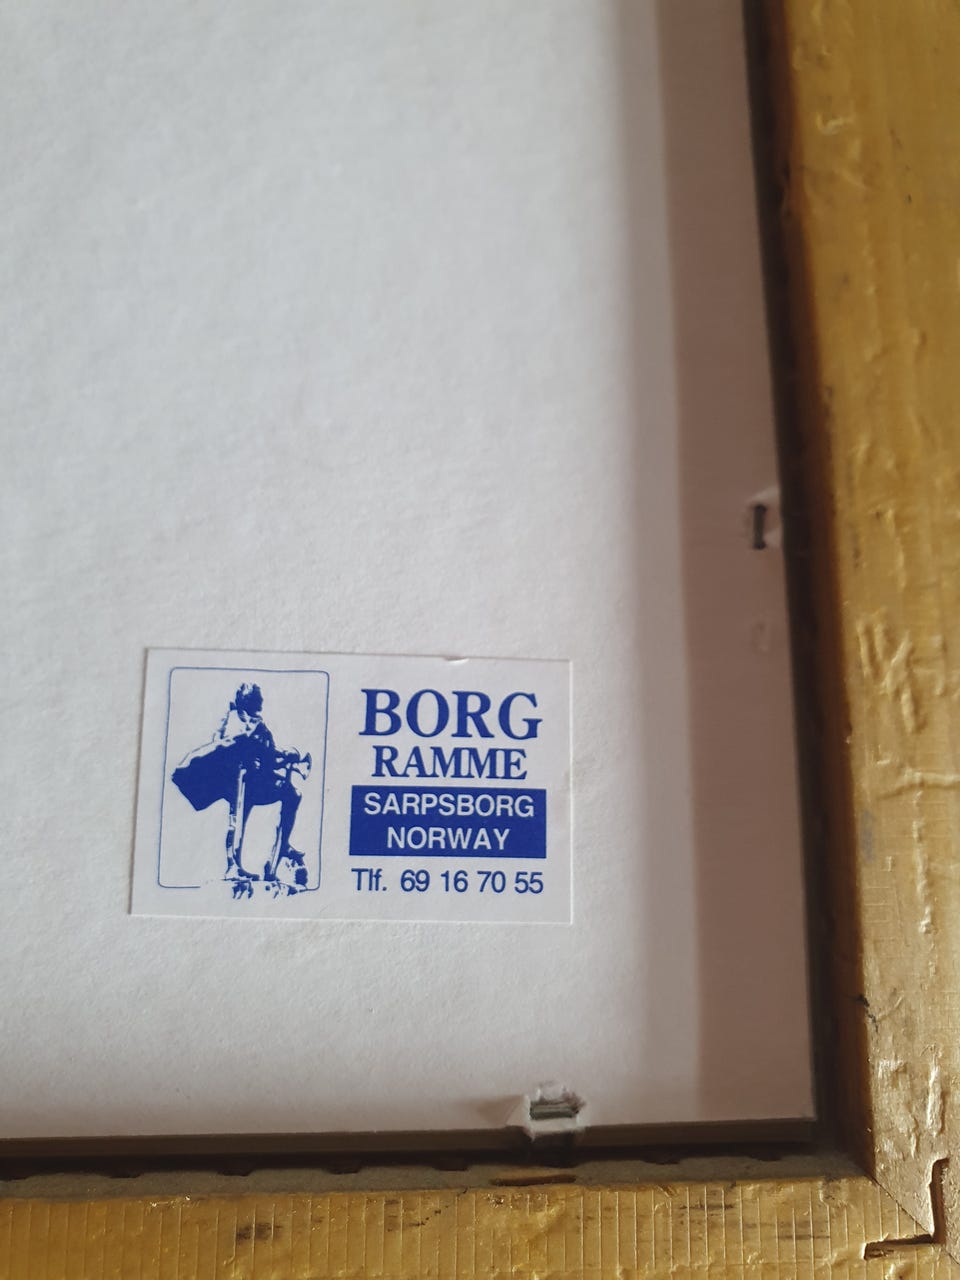 BORG
RAMME
SARPSBORG
NORWAY
Tlf. 69 16 70 55